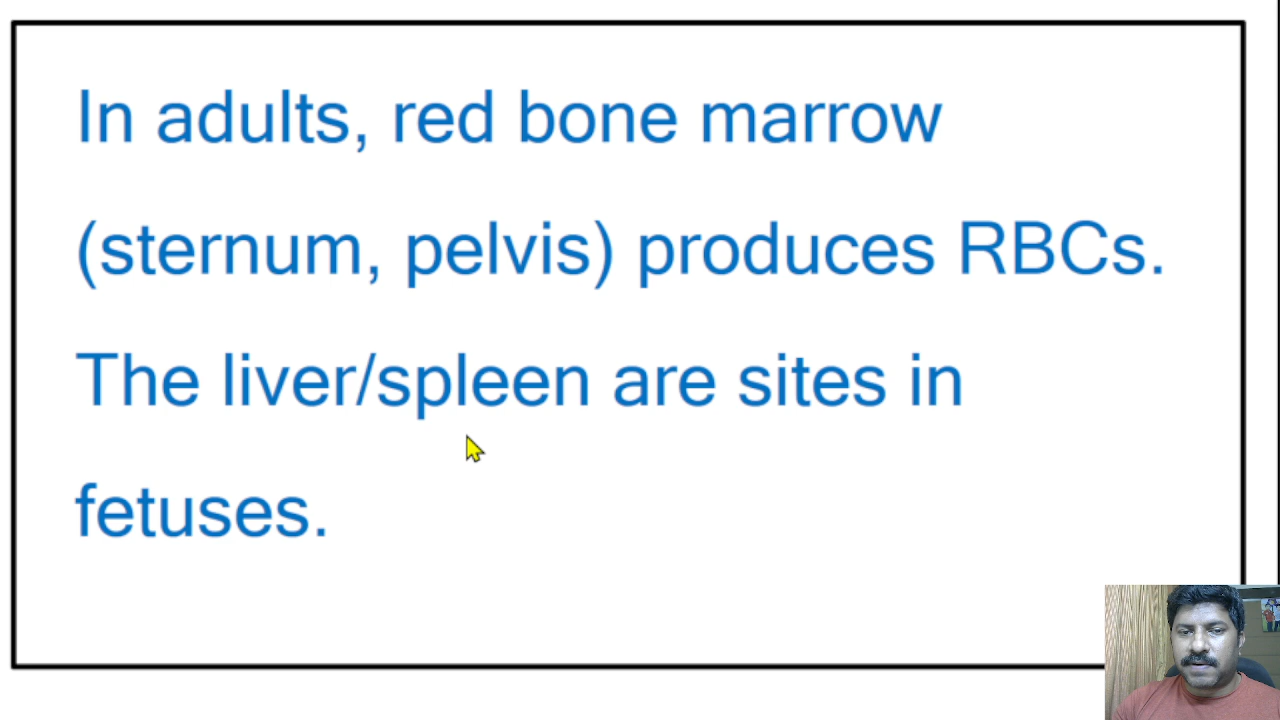 In adults, red bone marrow
(sternum, pelvis) produces RBCs.
The liver/spleen are sites in
fetuses.